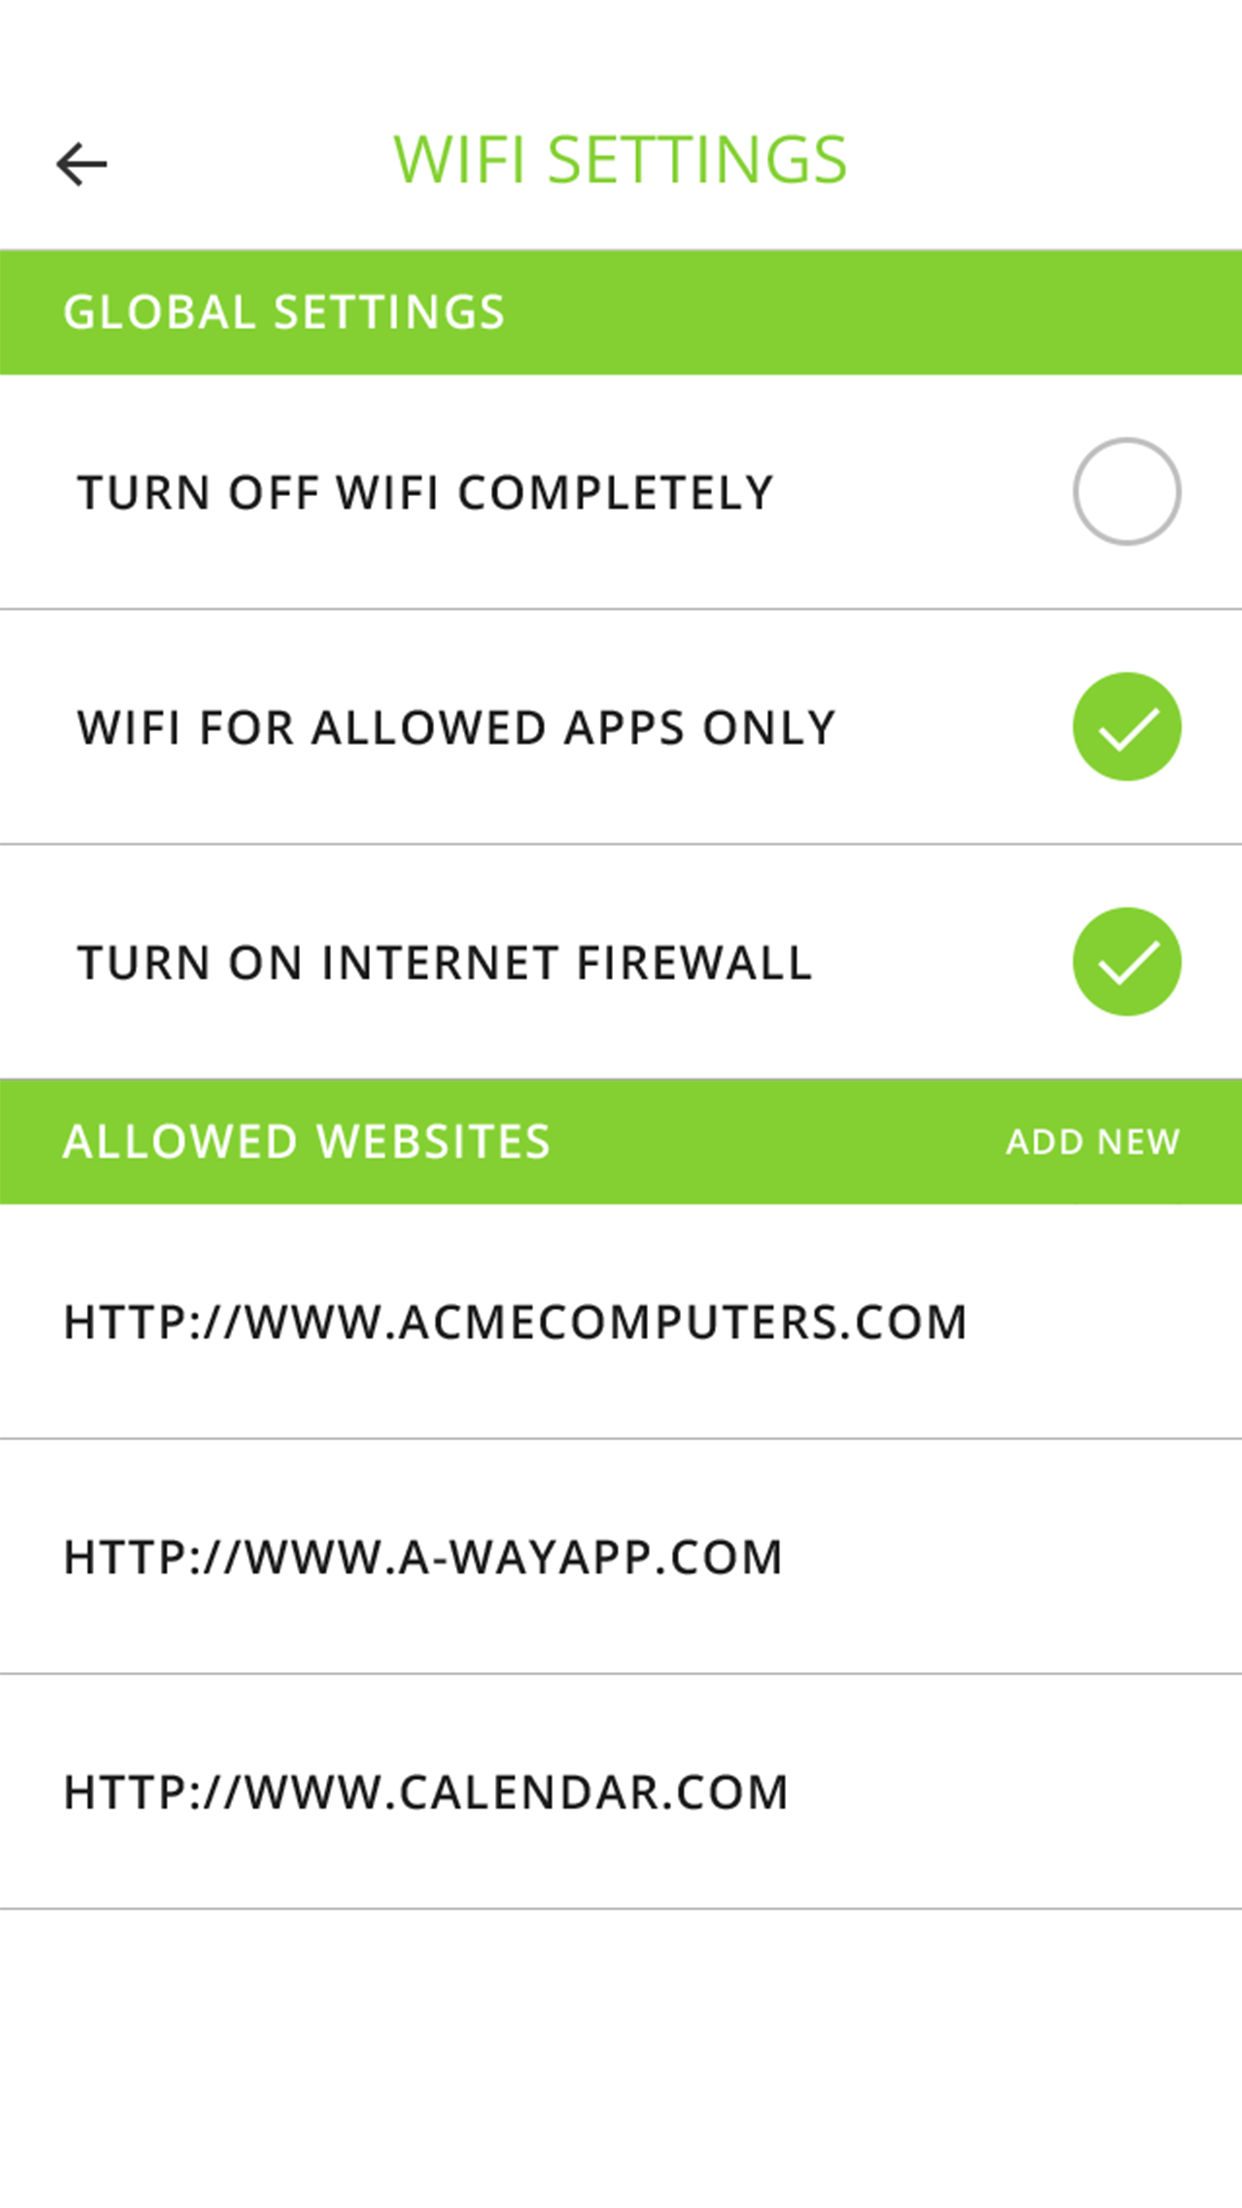 WIFI SETTINGS
GLOBAL SETTINGS
TURN OFF WIFI COMPLETELY
WIFI FOR ALLOWED APPS ONLY
TURN ON INTERNET FIREWALL
ALLOWED WEBSITES ADD NEW
HTTP://WWW.ACMECOMPUTERS.COM
HTTP://WWW.A-WAYAPP.COM
HTTP://WWW.CALENDAR.COM